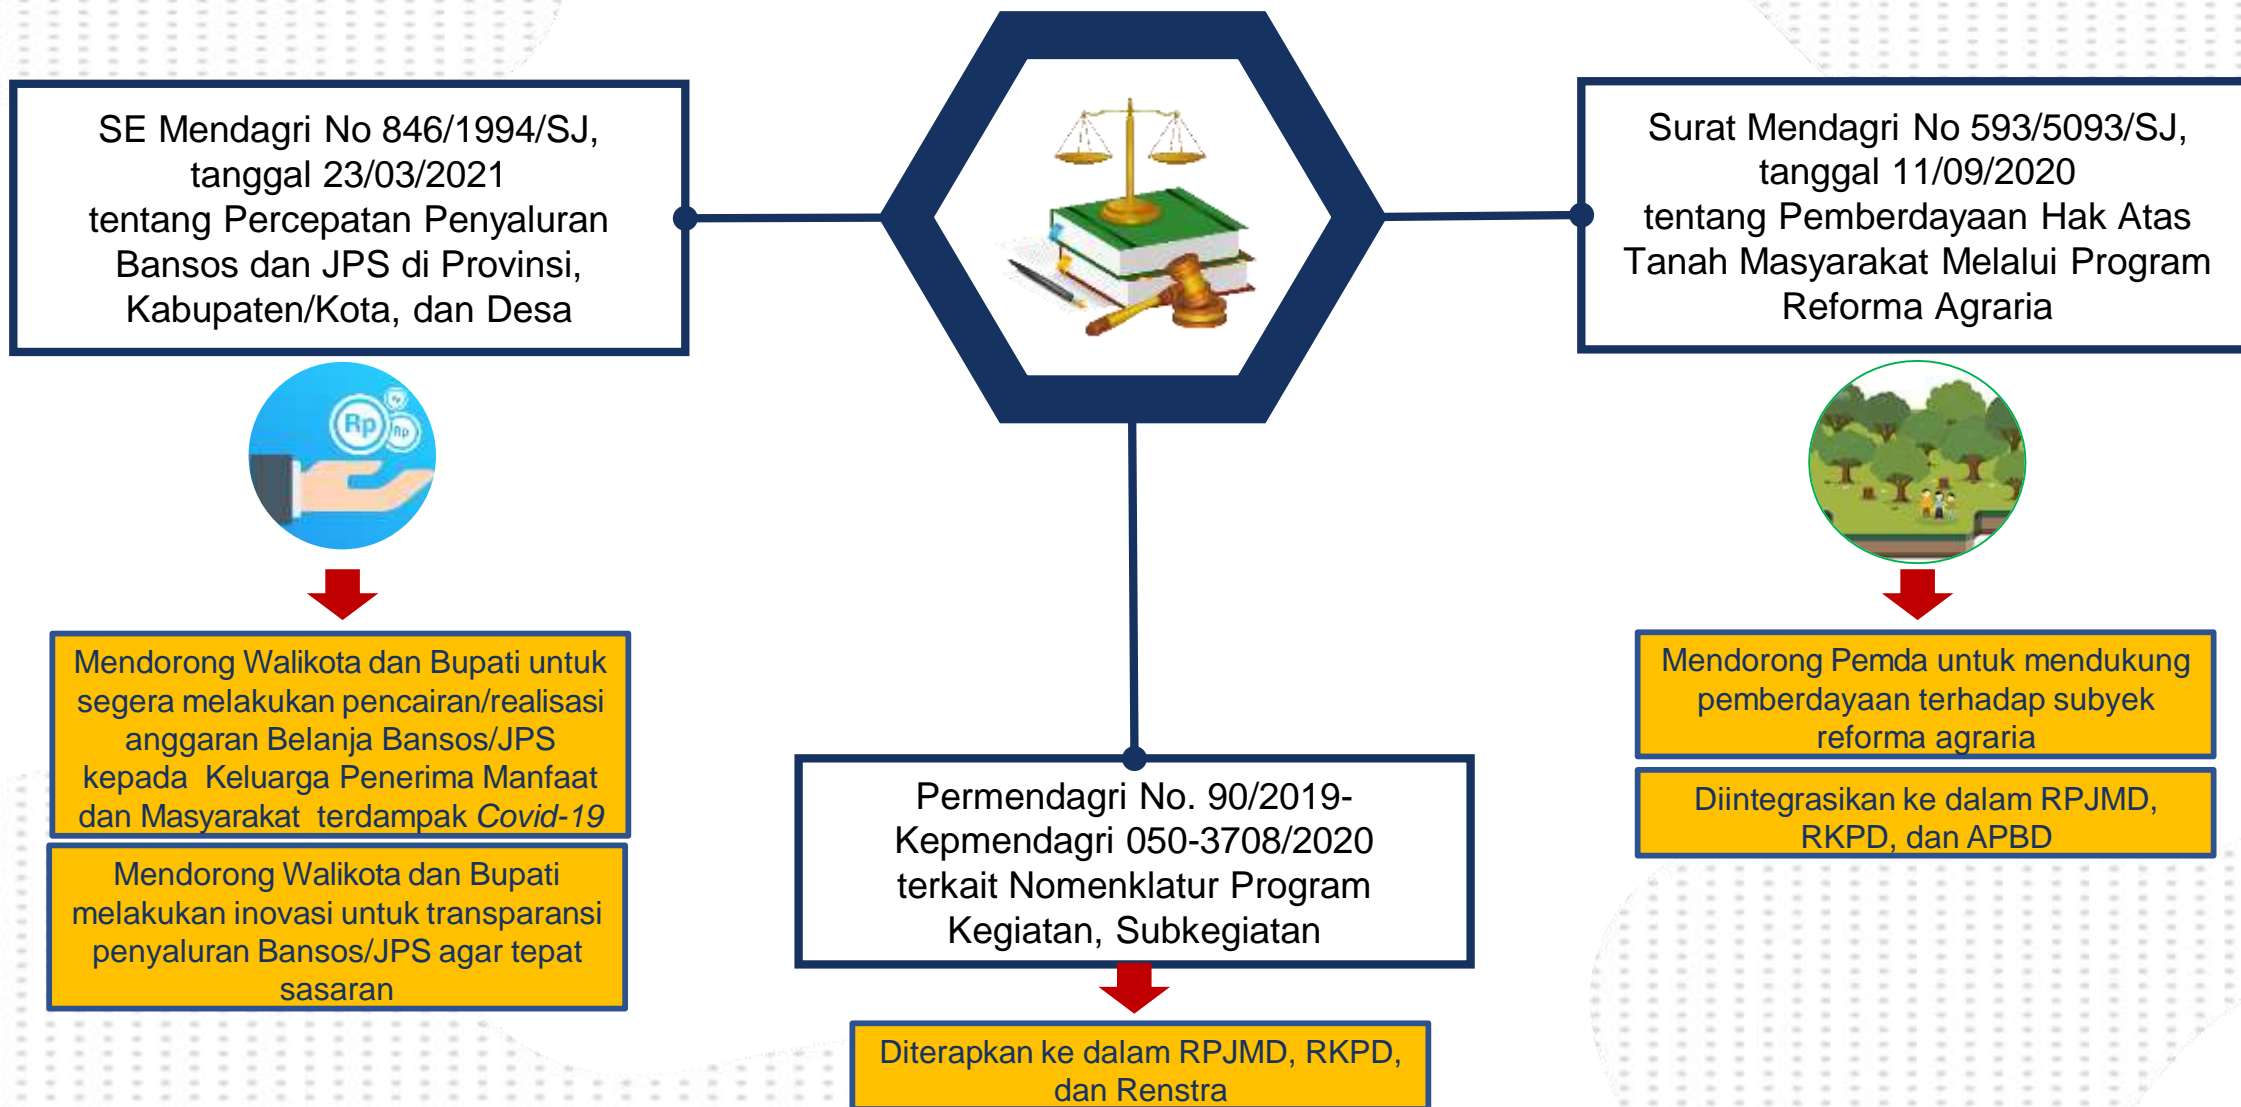 SE Mendagri No 846/1994/SJ,
tanggal 23/03/2021
tentang Percepatan Penyaluran
Bansos dan JPS di Provinsi,
Kabupaten/Kota, dan Desa
Surat Mendagri No 593/5093/SJ,
tanggal 11/09/2020
tentang Pemberdayaan Hak Atas
Tanah Masyarakat Melalui Program
Reforma Agraria
Rp
Rp
Rp
Mendorong Walikota dan Bupati untuk
segera melakukan pencairan/realisasi
anggaran Belanja Bansos/JPS
kepada Keluarga Penerima Manfaat
dan Masyarakat terdampak Covid-19
Mendorong Walikota dan Bupati
melakukan inovasi untuk transparansi
penyaluran Bansos/JPS agar tepat
sasaran
Permendagri No. 90/2019-
Kepmendagri 050-3708/2020
terkait Nomenklatur Program
Kegiatan, Subkegiatan
Diterapkan ke dalam RPJMD, RKPD,
dan Renstra
Mendorong Pemda untuk mendukung
pemberdayaan terhadap subyek
reforma agraria
Diintegrasikan ke dalam RPJMD,
RKPD, dan APBD